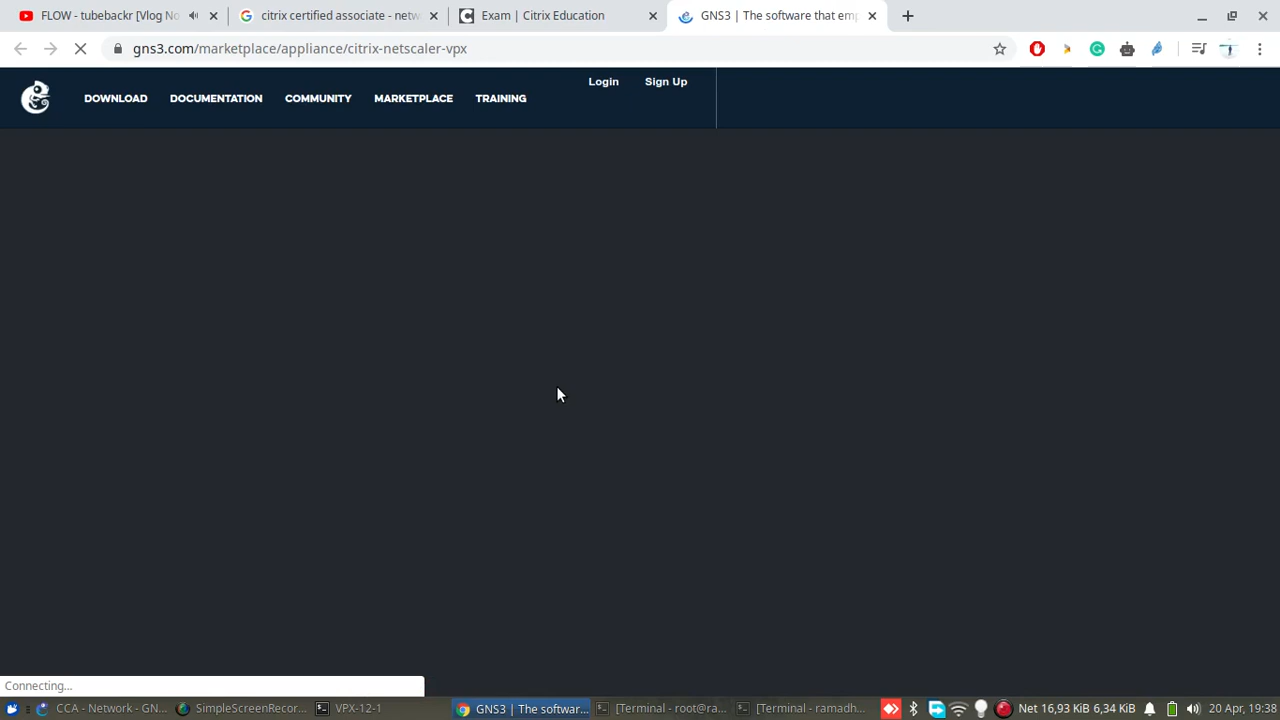 FLOW - tubebackr [Vlog No
citrix certified associate - netw
Exam | Citrix Education
GNS3 | The software that emp
gns3.com/marketplace/appliance/citrix-netscaler-vpx
DOWNLOAD
DOCUMENTATION
COMMUNITY
MARKETPLACE
TRAINING
Login
Sign Up
Connecting...
CCA - Network - GN...
SimpleScreenRecor...
VPX-12-1
GNS3 | The softwar...
[Terminal - root@ra...
[Terminal - ramadh...
Net 16,93 KiB 6,34 KiB
20 Apr, 19:38